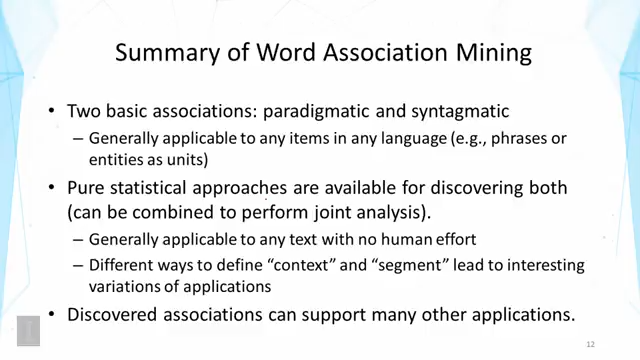 Summary of Word Association Mining
• Two basic associations: paradigmatic and syntagmatic
– Generally applicable to any items in any language (e.g., phrases or
entities as units)
• Pure statistical approaches are available for discovering both
(can be combined to perform joint analysis).
– Generally applicable to any text with no human effort
– Different ways to define “context” and “segment” lead to interesting
variations of applications
• Discovered associations can support many other applications.
12